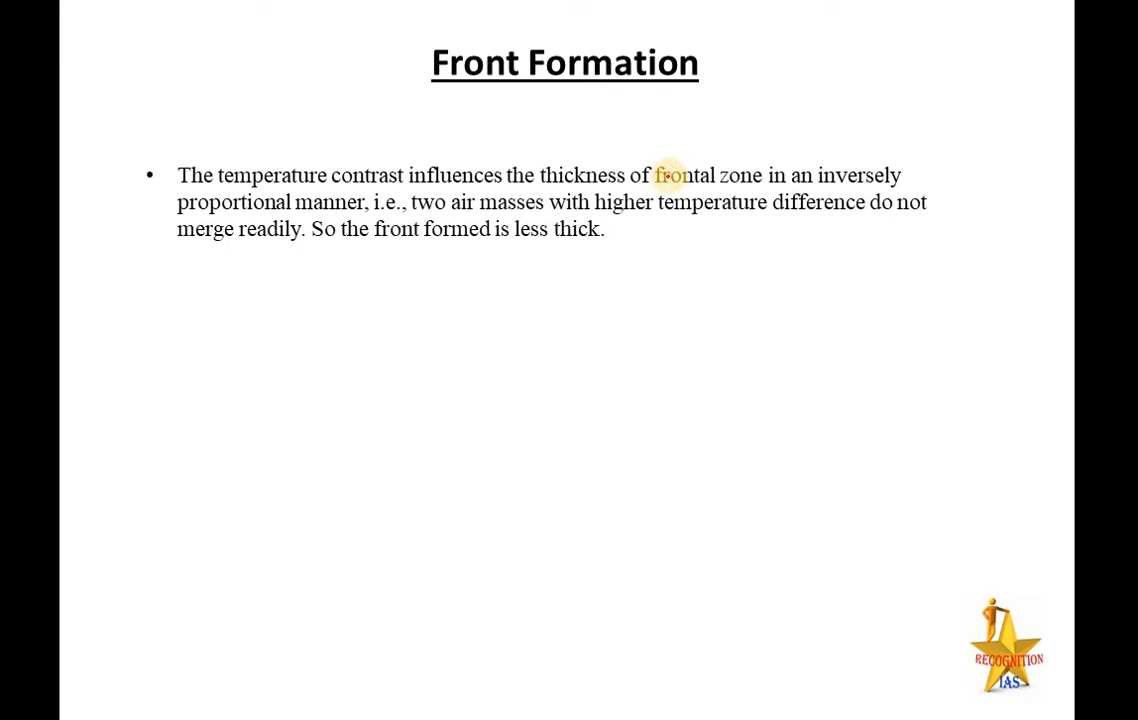 Front Formation
• The temperature contrast influences the thickness of frontal zone in an inversely
proportional manner, i.e., two air masses with higher temperature difference do not
merge readily. So the front formed is less thick.
RECOGNITION
IAS